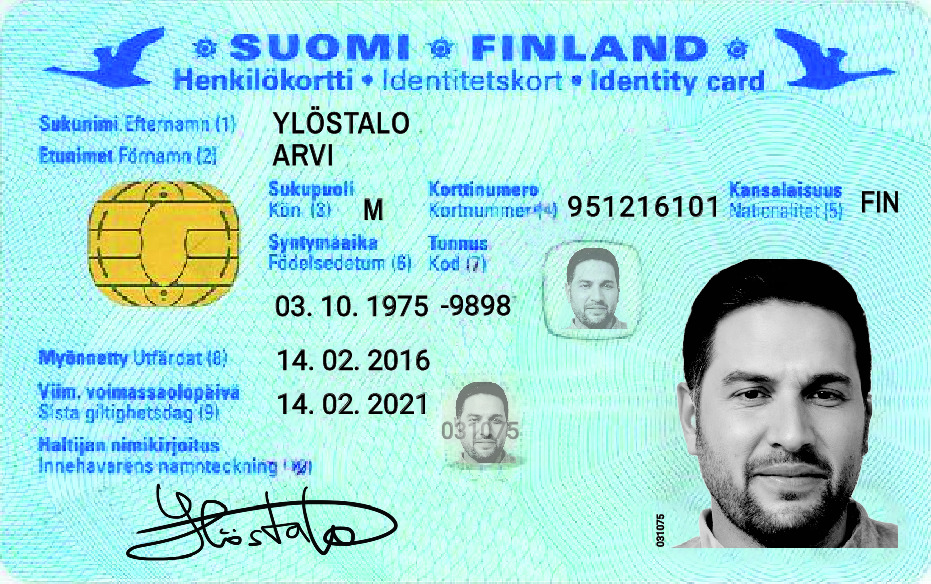 SUOMI FINLAND
Henkilökortti • Identitetskort • Identity card
Sukunimi Efternamn (1) YLÖSTALO
Etunimet Förnamn (2) ARVI
Sukupuoli Korttinumero Kansalaisuus
Kön (3) M Kortnummer (4) 951216101 Nationalitet (5) FIN
Syntymäaika Tunnus
Födelsedetum (6) Kod (7)
03. 10. 1975 -9898
Myönnetty Utfärdat (8) 14. 02. 2016
Viim. voimassaolopäivä 14. 02. 2021
Sista giltighetsdag (9)
031075
Haltijan nimikirjoitus
Innehavarens namnteckning
Ylöstalo
031075